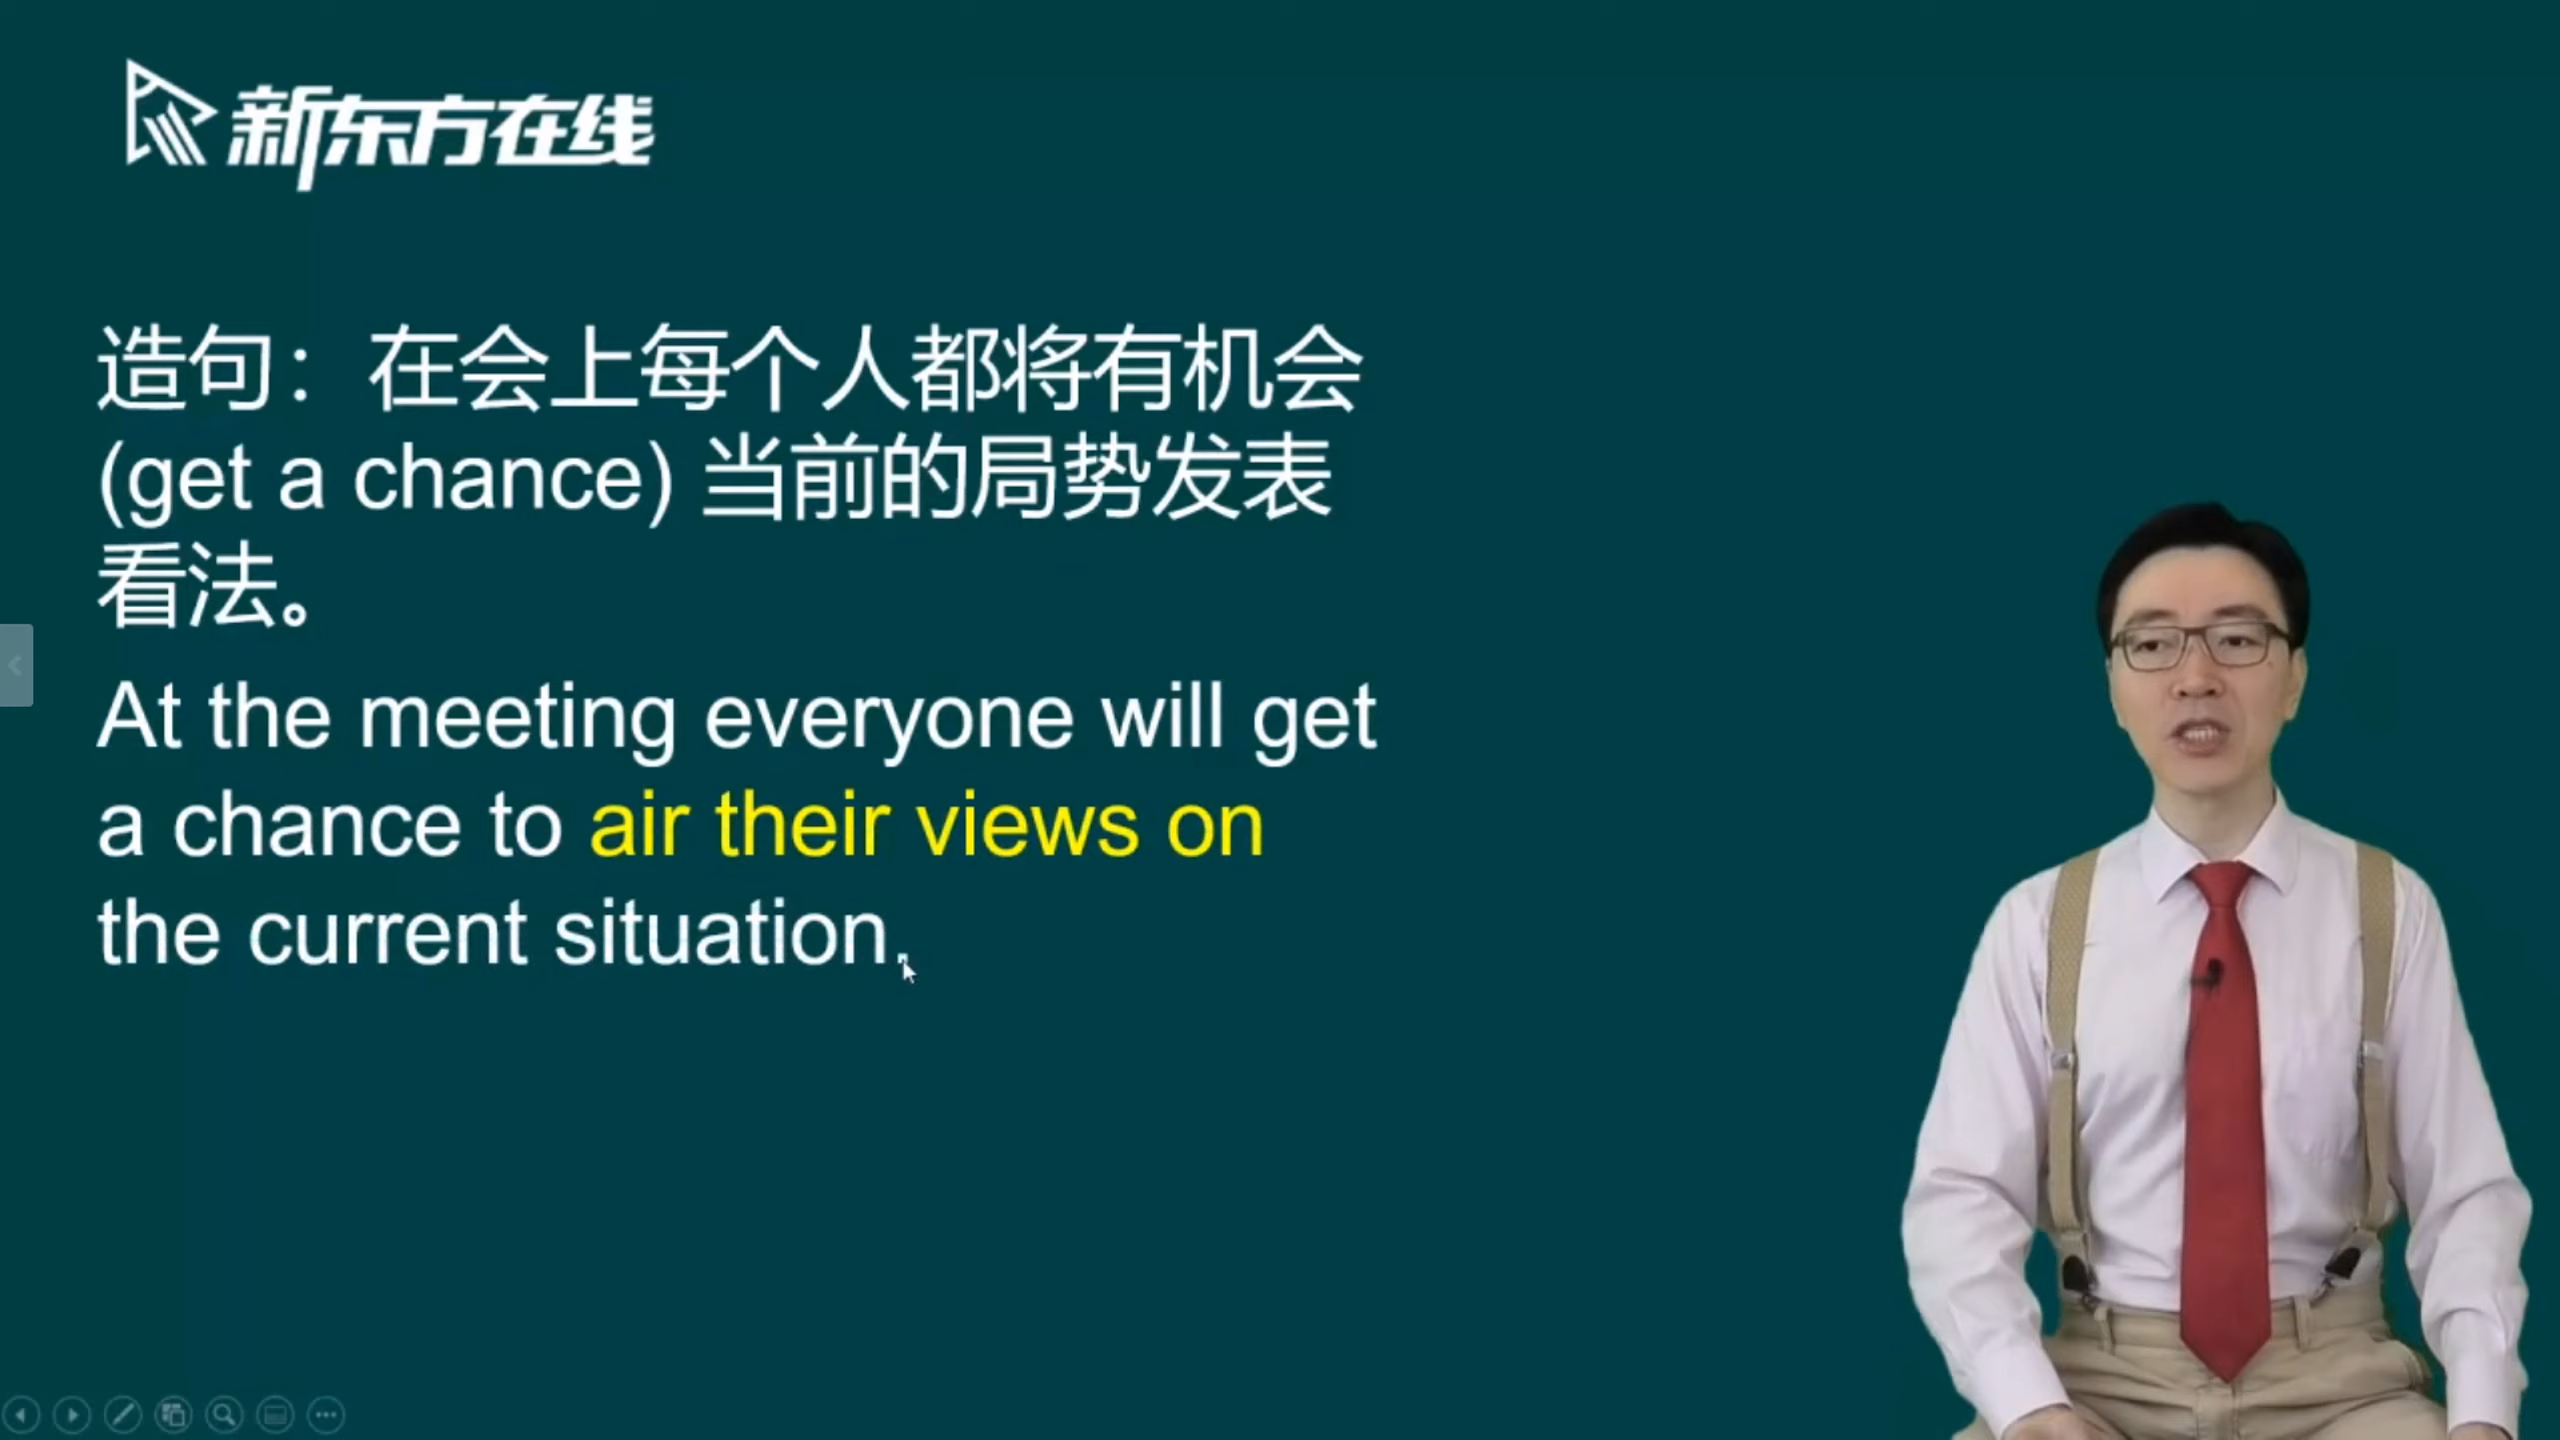 新东方在线
造句：在会上每个人都将有机会
(get a chance) 当前的局势发表
看法。
At the meeting everyone will get
a chance to air their views on
the current situation.